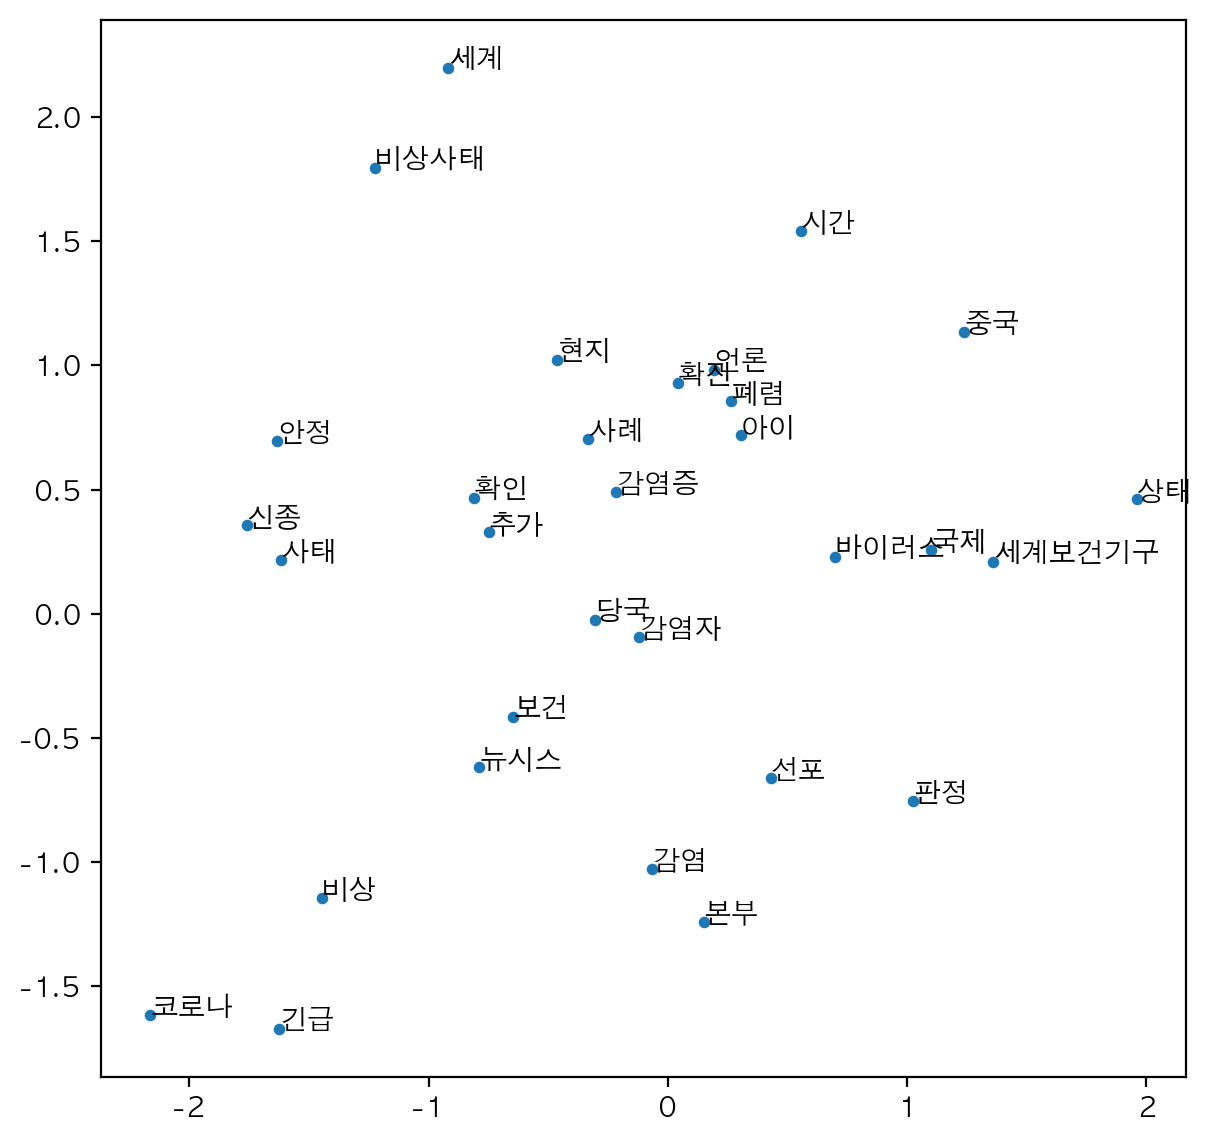 세계
비상사태
시간
중국
현지
언론
확진
폐렴
아이
안정
사례
확인
감염증
상태
신종
추가
사태
바이러스
국제
세계보건기구
당국
감염자
보건
뉴시스
선포
판정
감염
비상
본부
코로나
긴급
2.0
1.5
1.0
0.5
0.0
-0.5
-1.0
-1.5
-2
-1
0
1
2